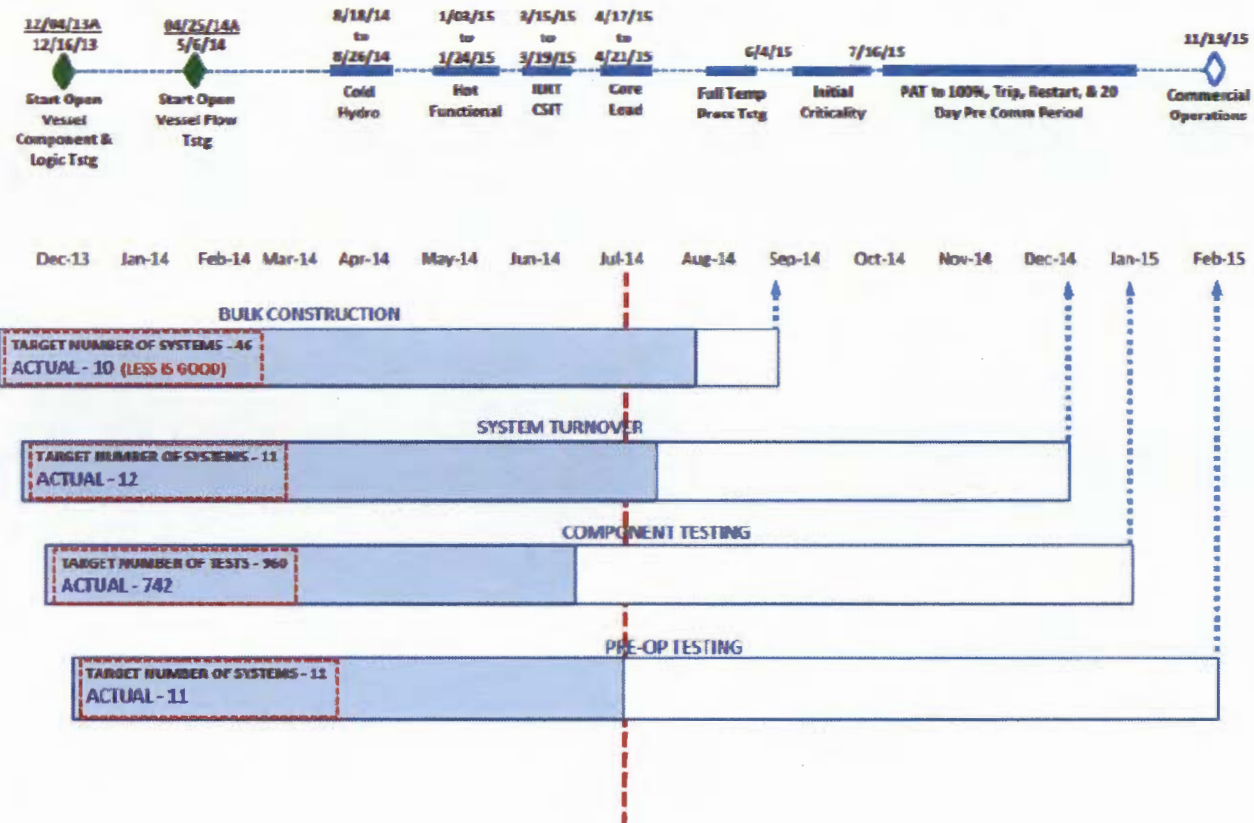 12/04/13A
12/16/13
Start Open
Vessel
Component &
Logic Tstg
04/25/14A
5/6/14
Start Open
Vessel Flow
Tstg
8/18/14
to
8/26/14
Cold
Hydro
1/03/15
to
1/24/15
Hot
Functional
3/15/15
to
3/19/15
ILRT
CSIT
4/17/15
to
4/21/15
Core
Load
Full Temp
Press Tstg
6/4/15
Initial
Criticality
7/16/15
PAT to 100%, Trip, Restart, & 20
Day Pre Comm Period
11/13/15
Commercial
Operations
Dec-13 Jan-14 Feb-14 Mar-14 Apr-14 May-14 Jun-14 Jul-14 Aug-14 Sep-14 Oct-14 Nov-14 Dec-14 Jan-15 Feb-15
BULK CONSTRUCTION
TARGET NUMBER OF SYSTEMS - 46
ACTUAL - 10 (LESS IS GOOD)
SYSTEM TURNOVER
TARGET NUMBER OF SYSTEMS - 11
ACTUAL - 12
COMPONENT TESTING
TARGET NUMBER OF TESTS - 960
ACTUAL - 742
PRE-OP TESTING
TARGET NUMBER OF SYSTEMS - 12
ACTUAL - 11